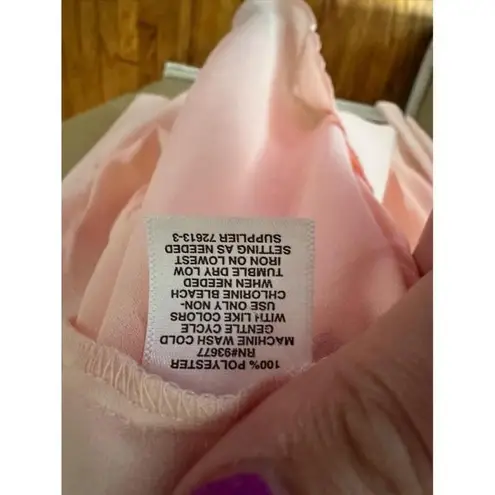 100% POLYESTER
RN#93677
MACHINE WASH COLD
GENTLE CYCLE
WITH LIKE COLORS
USE ONLY NON-
CHLORINE BLEACH
WHEN NEEDED
TUMBLE DRY LOW
IRON ON LOWEST
SETTING AS NEEDED
SUPPLIER 72613-3